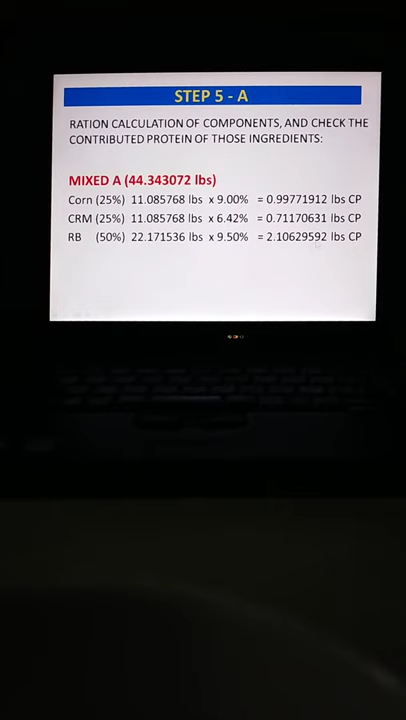 STEP 5 - A
RATION CALCULATION OF COMPONENTS, AND CHECK THE
CONTRIBUTED PROTEIN OF THOSE INGREDIENTS:
MIXED A (44.343072 lbs)
Corn (25%) 11.085768 lbs x 9.00% = 0.99771912 lbs CP
CRM (25%) 11.085768 lbs x 6.42% = 0.71170631 lbs CP
RB (50%) 22.171536 lbs x 9.50% = 2.10629592 lbs CP